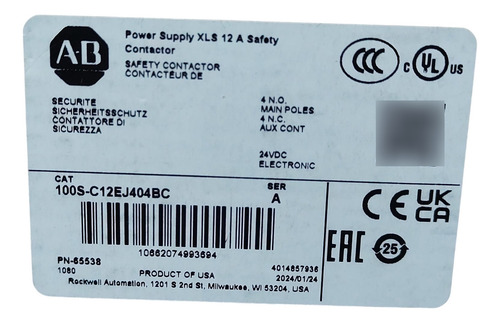 A-B
Power Supply XLS 12 A Safety
Contactor
SAFETY CONTACTOR
CONTACTEUR DE
SECURITE
SICHERHEITSSCHUTZ
CONTATTORE DI
SICUREZZA
CCC
C UL US
4 N.O.
MAIN POLES
4 N.C.
AUX CONT
24VDC
ELECTRONIC
CAT
100S-C12EJ404BC
SER
A
10662074993694
CE UK CA
EAC 25
PN-65538
1080
PRODUCT OF USA
4014657936
2024/01/24
Rockwell Automation, 1201 S 2nd St, Milwaukee, WI 53204, USA